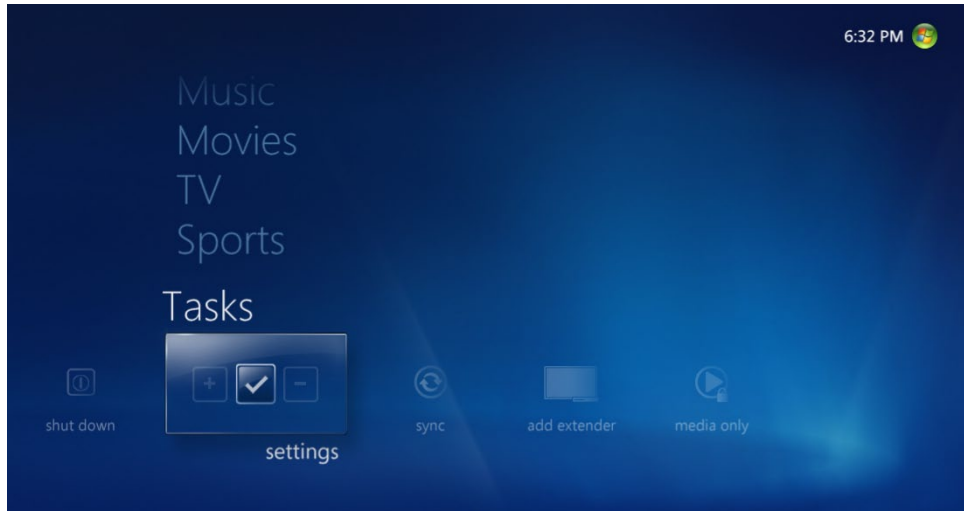 6:32 PM
Music
Movies
TV
Sports
Tasks
shut down
settings
sync
add extender
media only